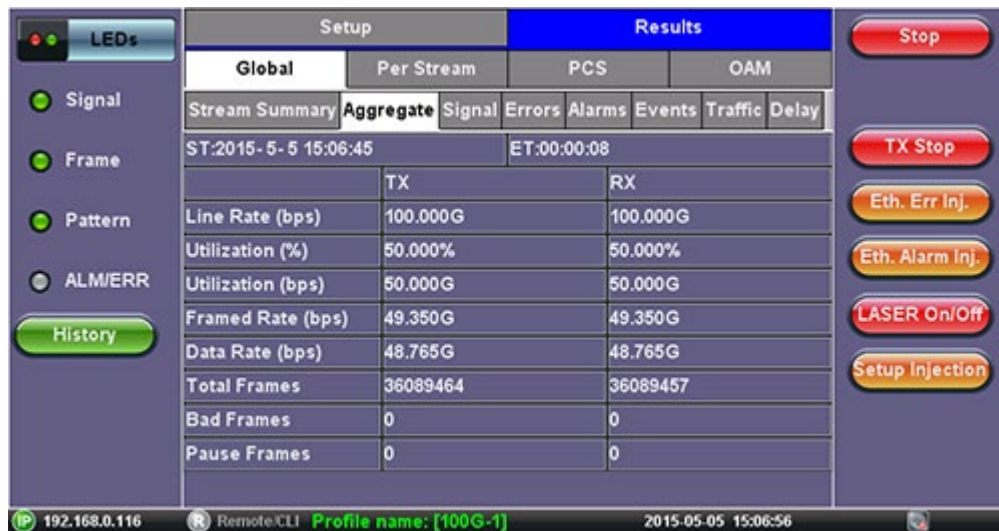 LEDs
Setup Results
Stop
Global Per Stream PCS OAM
Signal
Stream Summary Aggregate Signal Errors Alarms Events Traffic Delay
ST:2015- 5- 5 15:06:45 ET:00:00:08
TX Stop
Frame
TX RX
Eth. Err Inj.
Line Rate (bps) 100.000G 100.000G
Pattern
Utilization (%) 50.000% 50.000%
Eth. Alarm Inj.
Utilization (bps) 50.000G 50.000G
ALM/ERR
Framed Rate (bps) 49.350G 49.350G
LASER On/Off
History
Data Rate (bps) 48.765G 48.765G
Setup Injection
Total Frames 36089464 36089457
Bad Frames 0 0
Pause Frames 0 0
IP 192.168.0.116 R Remote/CLI Profile name: [100G-1] 2015-05-05 15:06:56